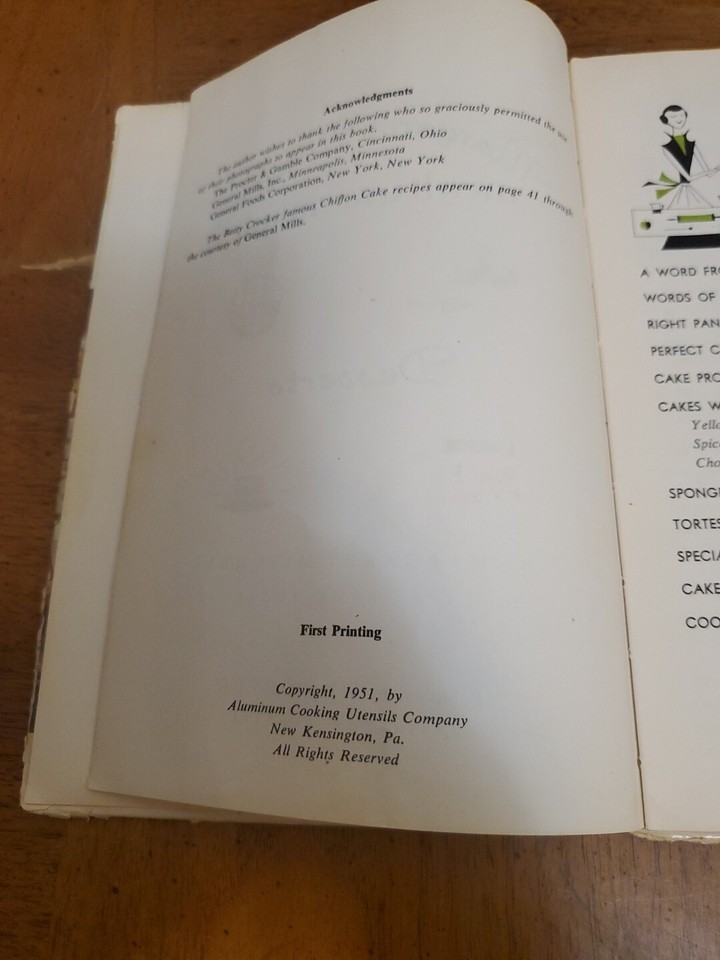 Acknowledgments
The author wishes to thank the following who so graciously permitted the use
of their photographs to appear in this book.
The Procter & Gamble Company, Cincinnati, Ohio
General Mills, Inc., Minneapolis, Minnesota
General Foods Corporation, New York, New York
The Betty Crocker famous Chiffon Cake recipes appear on page 41 through
the courtesy of General Mills.
First Printing
Copyright, 1951, by
Aluminum Cooking Utensils Company
New Kensington, Pa.
All Rights Reserved
A WORD FRO
WORDS OF
RIGHT PAN
PERFECT C
CAKE PRO
CAKES W
Yello
Spice
Cho
SPONGE
TORTES
SPECIA
CAKE
COO